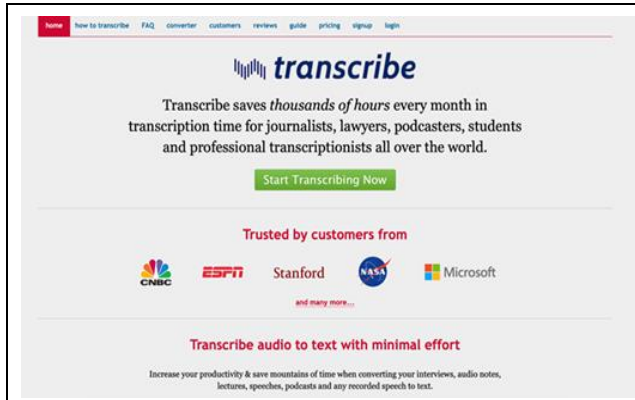 home how to transcribe FAQ converter customers reviews guide pricing signup login
transcribe
Transcribe saves thousands of hours every month in
transcription time for journalists, lawyers, podcasters, students
and professional transcriptionists all over the world.
Start Transcribing Now
Trusted by customers from
CNBC ESPN Stanford NASA Microsoft
and many more...
Transcribe audio to text with minimal effort
Increase your productivity & save mountains of time when converting your interviews, audio notes,
lectures, speeches, podcasts and any recorded speech to text.